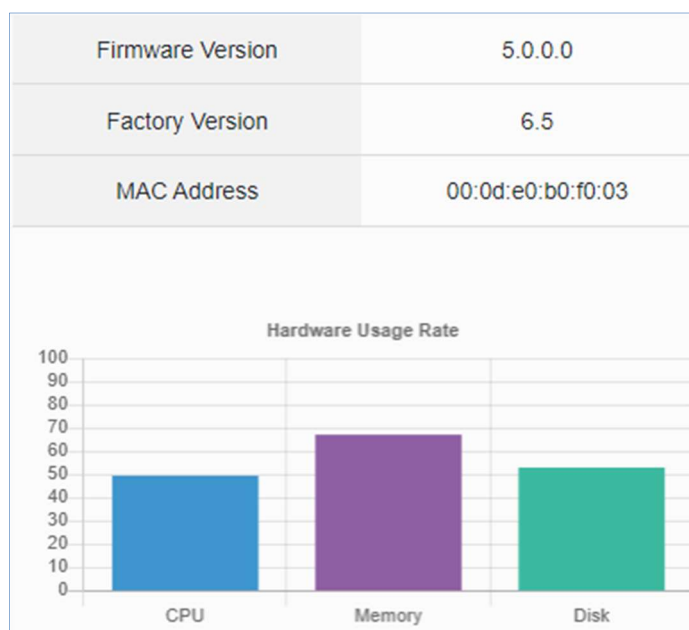 Firmware Version 5.0.0.0
Factory Version 6.5
MAC Address 00:0d:e0:b0:f0:03
Hardware Usage Rate
100
90
80
70
60
50
40
30
20
10
0
CPU Memory Disk